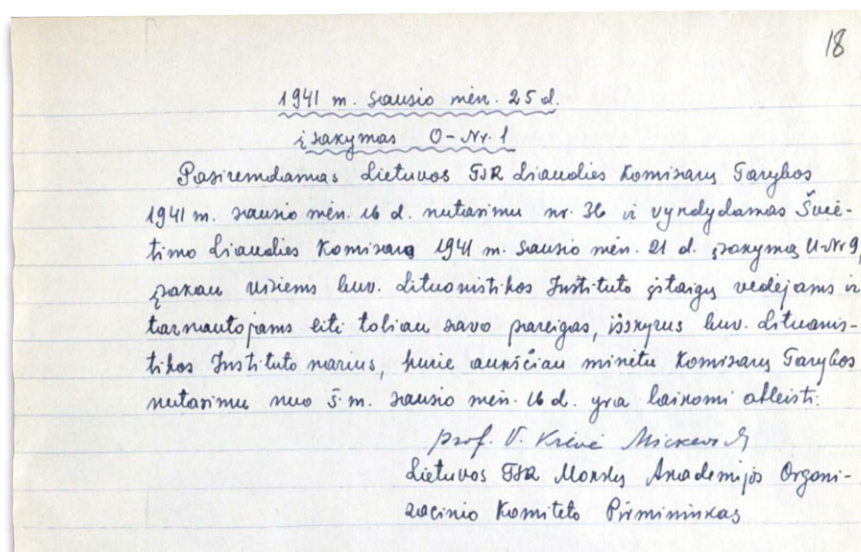 18
1941 m. sausio mėn. 25 d.
įsakymas O-Nr. 1
Pasiremdamas Lietuvos TSR Liaudies Komisarų Tarybos
1941 m. sausio mėn. 16 d. nutarimu nr. 36 ir vykdydamas Švie-
timo Liaudies Komisaro 1941 m. sausio mėn. 21 d. įsakymą U-Nr 9,
įsakau visiems buv. Lituanistikos Instituto įstaigų vedėjams ir
tarnautojams eiti toliau savo pareigas, išskyrus buv. Lituanis-
tikos Instituto narius, kurie aukščiau minėtu Komisarų Tarybos
nutarimu nuo š. m. sausio mėn. 16 d. yra laikomi atleisti.
prof. V. Krėvė Mickevič
Lietuvos TSR Mokslų Akademijos Organi-
zacinio Komiteto Pirmininkas